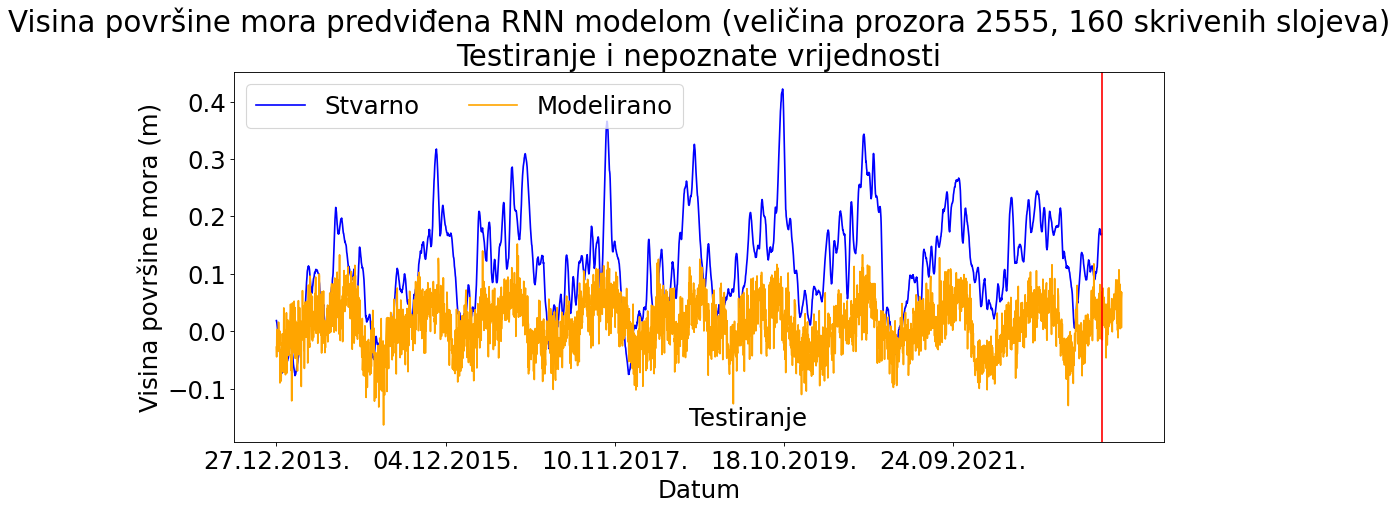 Visina površine mora predviđena RNN modelom (veličina prozora 2555, 160 skrivenih slojeva)
Testiranje i nepoznate vrijednosti
Stvarno
Modelirano
Visina površine mora (m)
0.4
0.3
0.2
0.1
0.0
−0.1
Testiranje
27.12.2013.
04.12.2015.
10.11.2017.
18.10.2019.
24.09.2021.
Datum